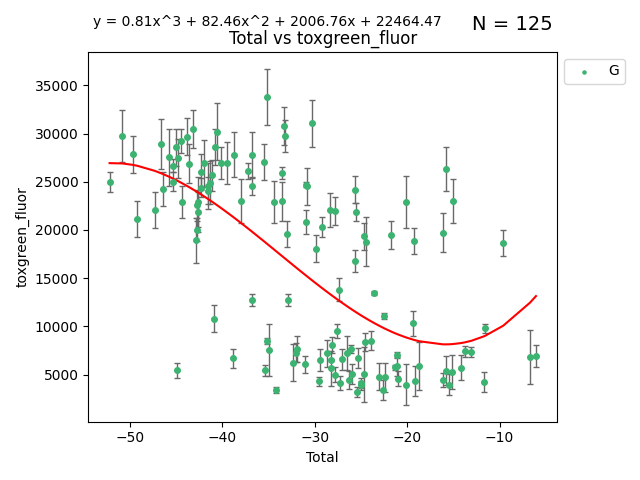 y = 0.81x^3 + 82.46x^2 + 2006.76x + 22464.47
N = 125
Total vs toxgreen_fluor
G
35000
30000
25000
20000
15000
10000
5000
toxgreen_fluor
−50
−40
−30
−20
−10
Total